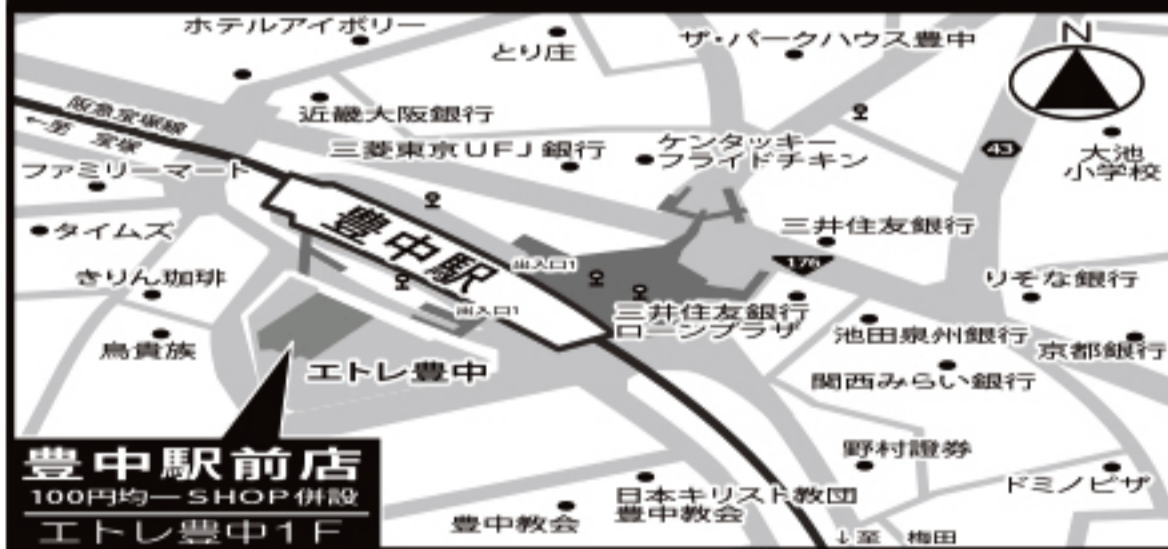 ホテルアイボリー
とり庄
ザ・パークハウス豊中
N
阪急宝塚線
←至 宝塚
近畿大阪銀行
三菱東京UFJ銀行
ケンタッキー
フライドチキン
43
大池
小学校
ファミリーマート
タイムズ
きりん珈琲
鳥貴族
豊中駅
出入口1
出入口1
三井住友銀行
176
りそな銀行
三井住友銀行
ローンプラザ
池田泉州銀行
京都銀行
関西みらい銀行
エトレ豊中
野村證券
ドミノピザ
日本キリスト教団
豊中教会
豊中教会
↓至 梅田
豊中駅前店
100円均一SHOP併設
エトレ豊中1F